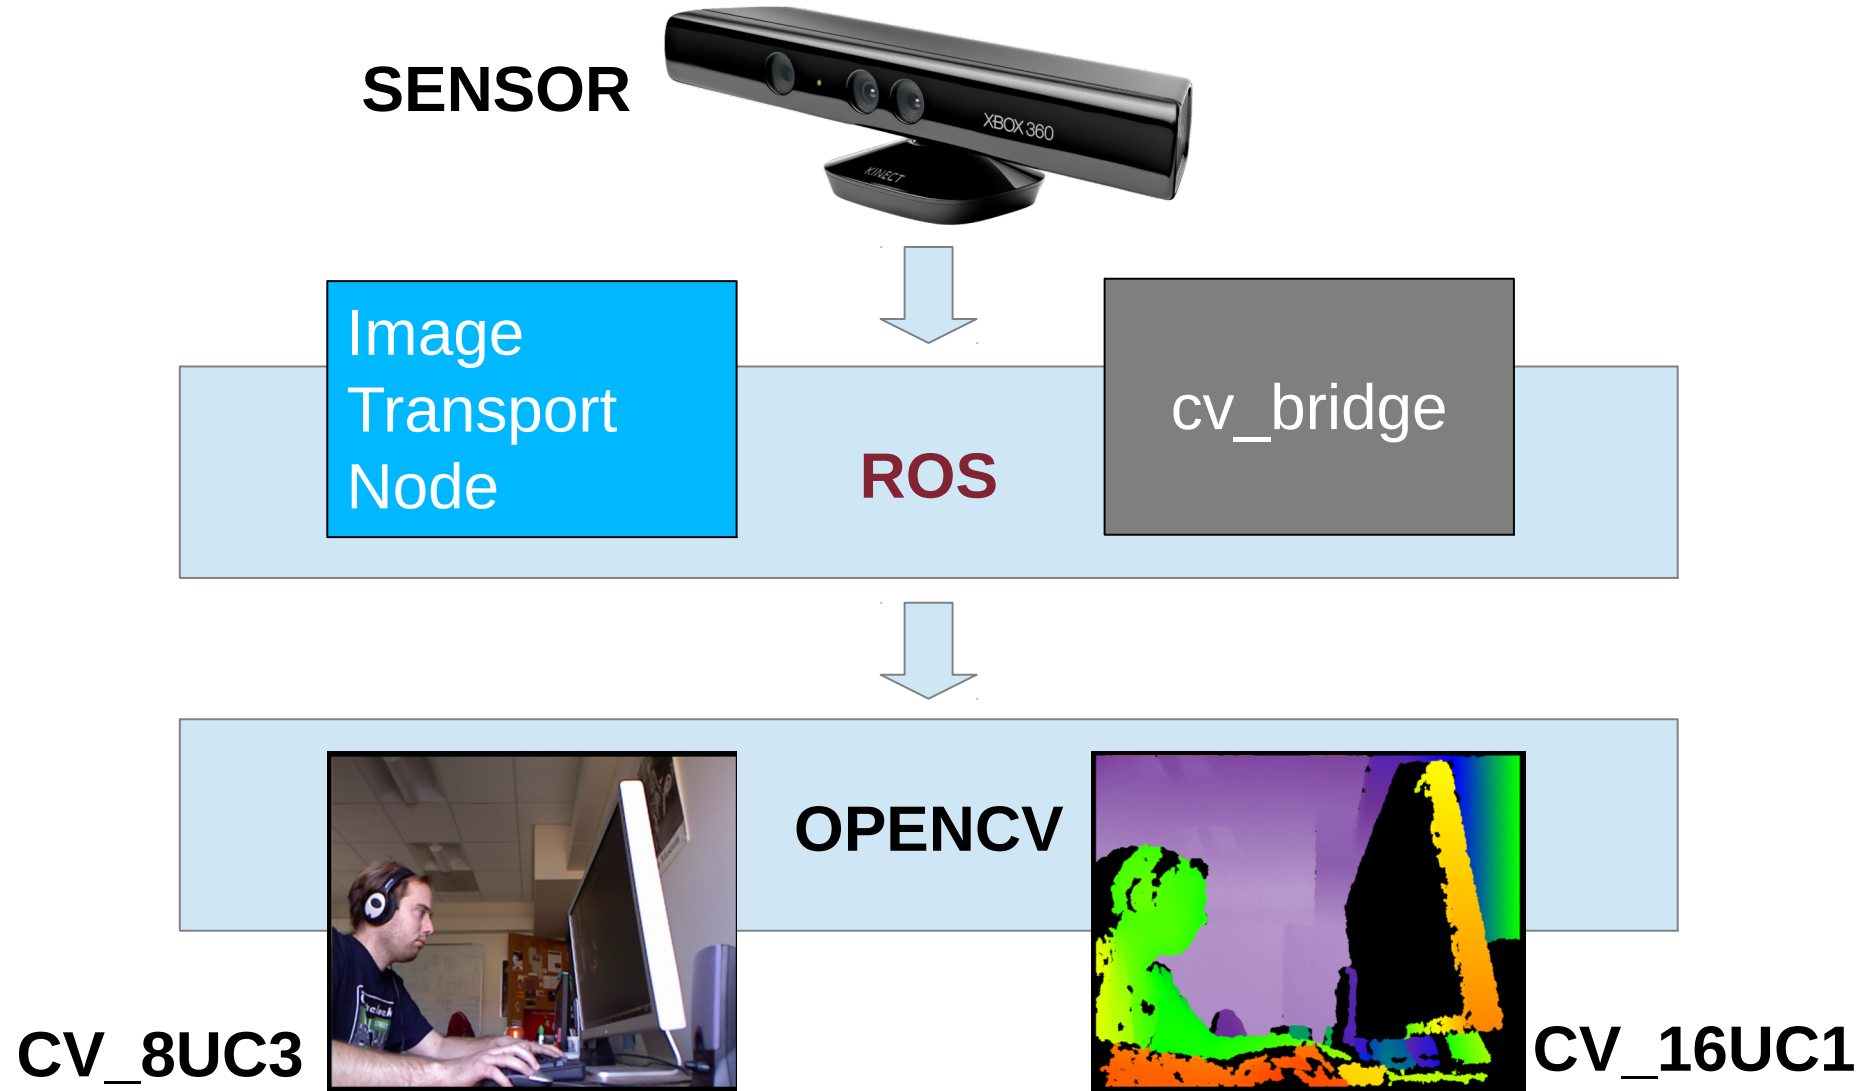 SENSOR
XBOX 360
KINECT
Image
Transport
Node
cv_bridge
ROS
OPENCV
CV_8UC3
CV_16UC1